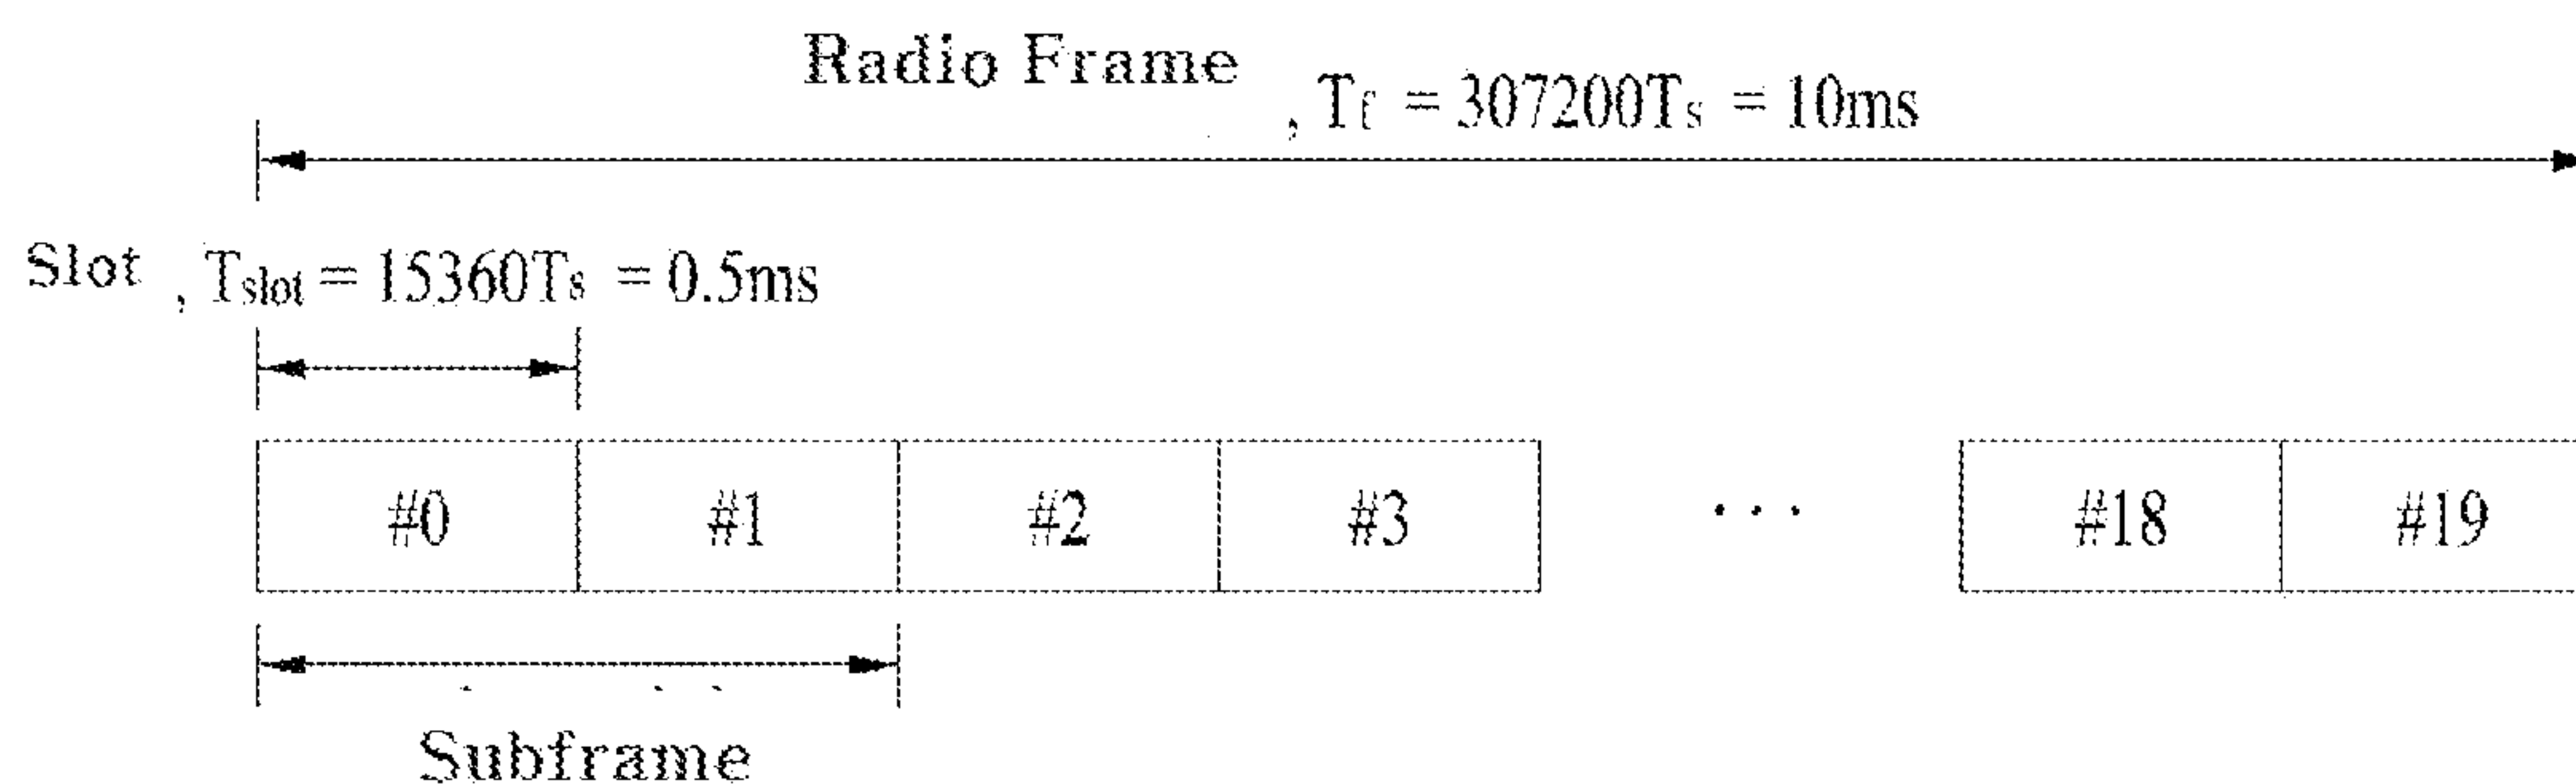 Radio Frame , Tf = 307200Ts = 10ms
Slot , Tslot = 15360Ts = 0.5ms
#0 #1 #2 #3 ... #18 #19
Subframe